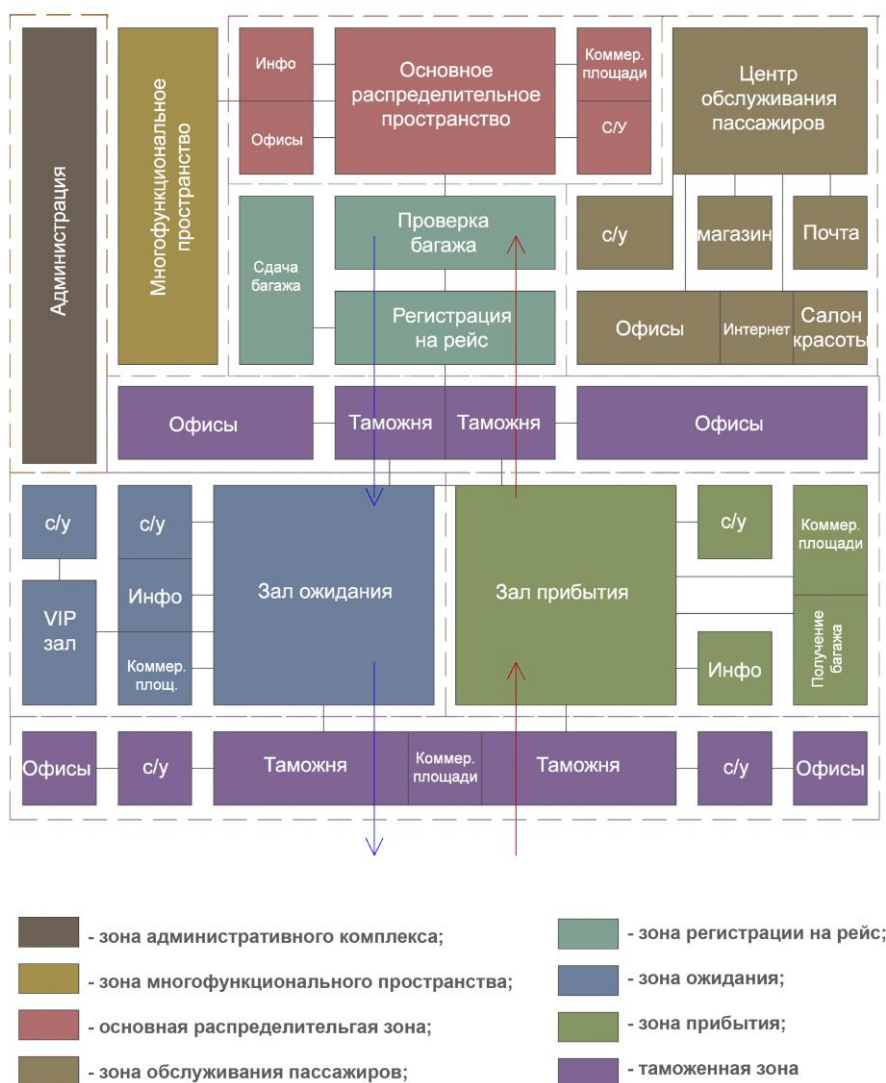 Администрация
Многофункциональное
пространство
Инфо
Офисы
Основное
распределительное
пространство
Коммер.
площади
С/У
Центр
обслуживания
пассажиров
Сдача
багажа
Проверка
багажа
Регистрация
на рейс
с/у
магазин
Почта
Офисы
Интернет
Салон
красоты
Офисы
Таможня
Таможня
Офисы
с/у
VIP
зал
с/у
Инфо
Коммер.
площ.
Зал ожидания
Зал прибытия
с/у
Инфо
Коммер.
площади
Получение
багажа
Офисы
с/у
Таможня
Коммер.
площади
Таможня
с/у
Офисы
- зона административного комплекса;
- зона многофункционального пространства;
- основная распределительгая зона;
- зона обслуживания пассажиров;
- зона регистрации на рейс;
- зона ожидания;
- зона прибытия;
- таможенная зона